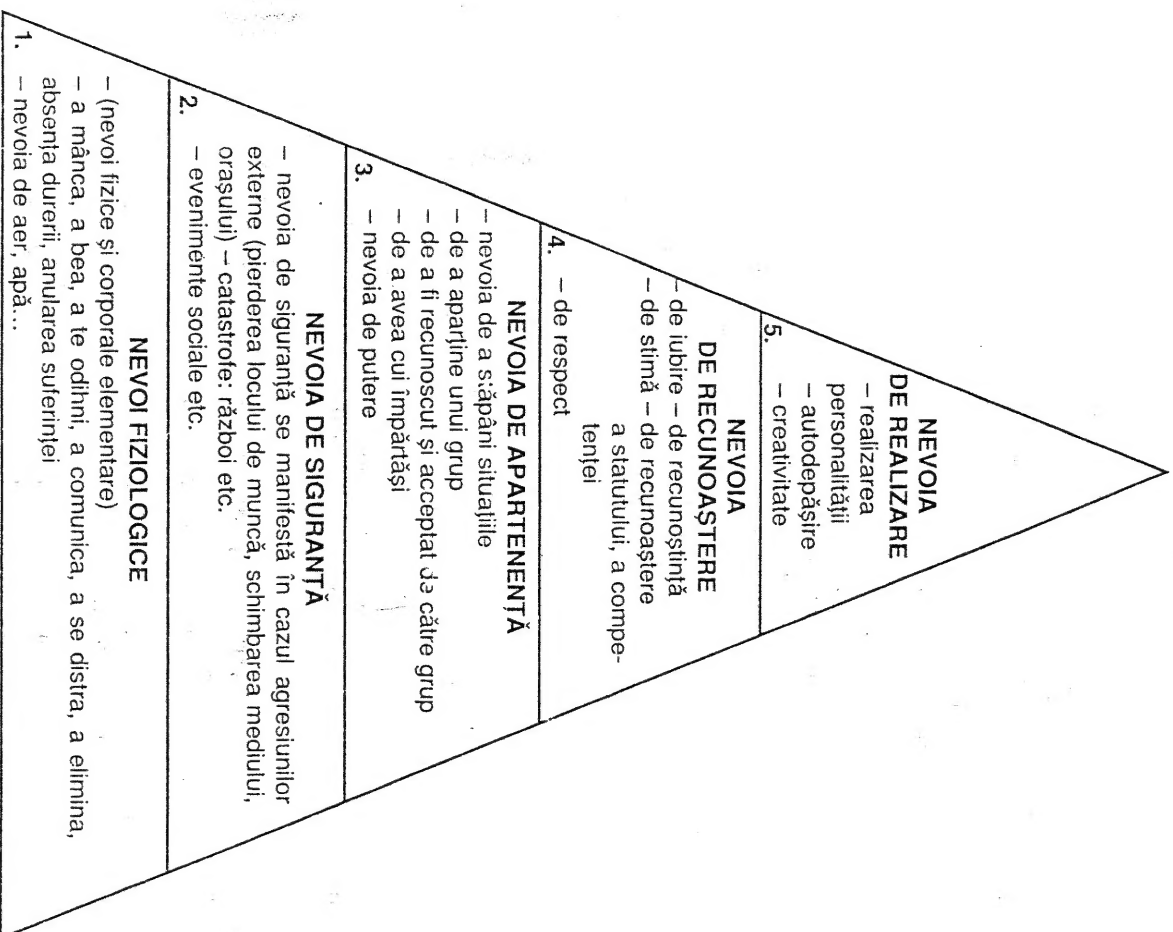 NEVOIA
DE REALIZARE
– realizarea
personalității
– autodepășire
– creativitate
5.
NEVOIA
DE RECUNOAȘTERE
– de iubire – de recunoștință
– de stimă – de recunoaștere
a statutului, a compe-
tenței
4. – de respect
NEVOIA DE APARTENENȚĂ
– nevoia de a stăpâni situațiile
– de a aparține unui grup
– de a fi recunoscut și acceptat de către grup
– de a avea cui împărtăși
3. – nevoia de putere
NEVOIA DE SIGURANȚĂ
– nevoia de siguranță se manifestă în cazul agresiunilor
externe (pierderea locului de muncă, schimbarea mediului,
orașului) – catastrofe: război etc.
2. – evenimente sociale etc.
NEVOI FIZIOLOGICE
– (nevoi fizice și corporale elementare)
– a mânca, a bea, a te odihni, a comunica, a se distra, a elimina,
absența durerii, anularea suferinței
1. – nevoia de aer, apă...